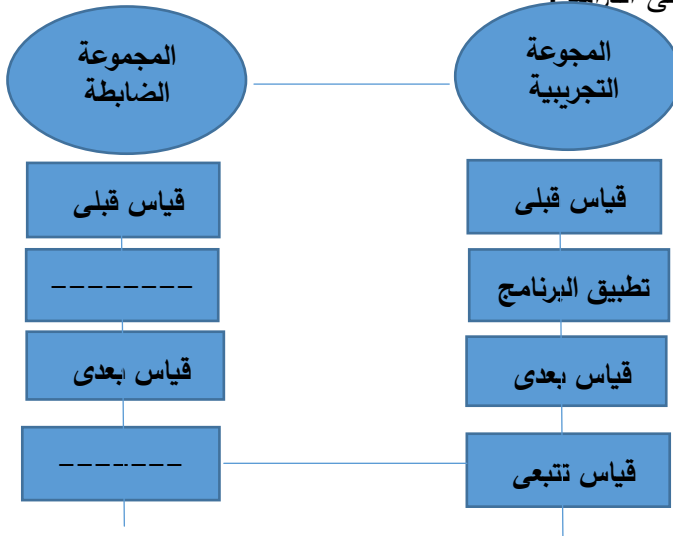 المجوعة
التجريبية
المجموعة
الضابطة
قياس قبلى
قياس قبلى
تطبيق البرنامج
--------
قياس بعدى
قياس بعدى
قياس تتبعى
-------